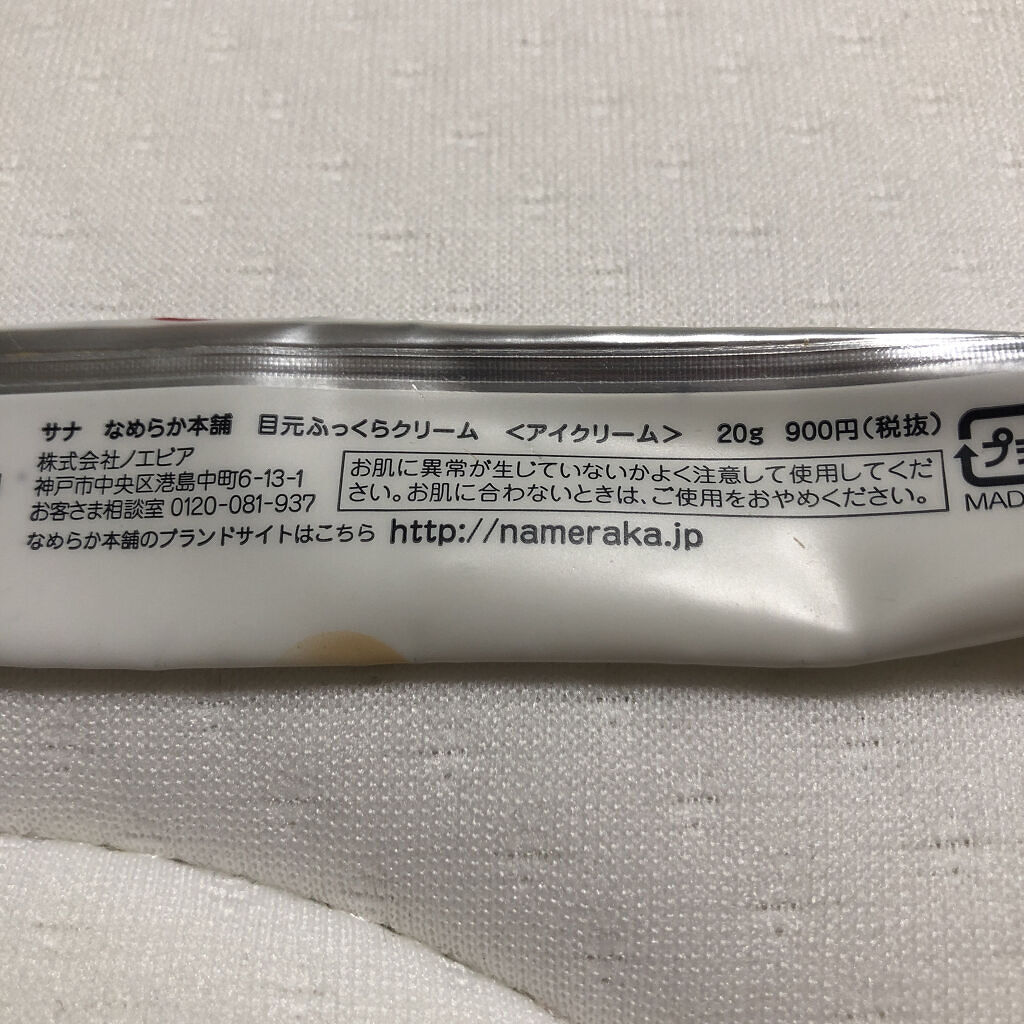 サナ なめらか本舗 目元ふっくらクリーム <アイクリーム> 20g 900円(税抜)
株式会社ノエビア
神戸市中央区港島中町6-13-1
お客さま相談室 0120-081-937
お肌に異常が生じていないかよく注意して使用してくだ
さい。お肌に合わないときは、ご使用をおやめください。
なめらか本舗のブランドサイトはこちら http://nameraka.jp
プラ
MAD